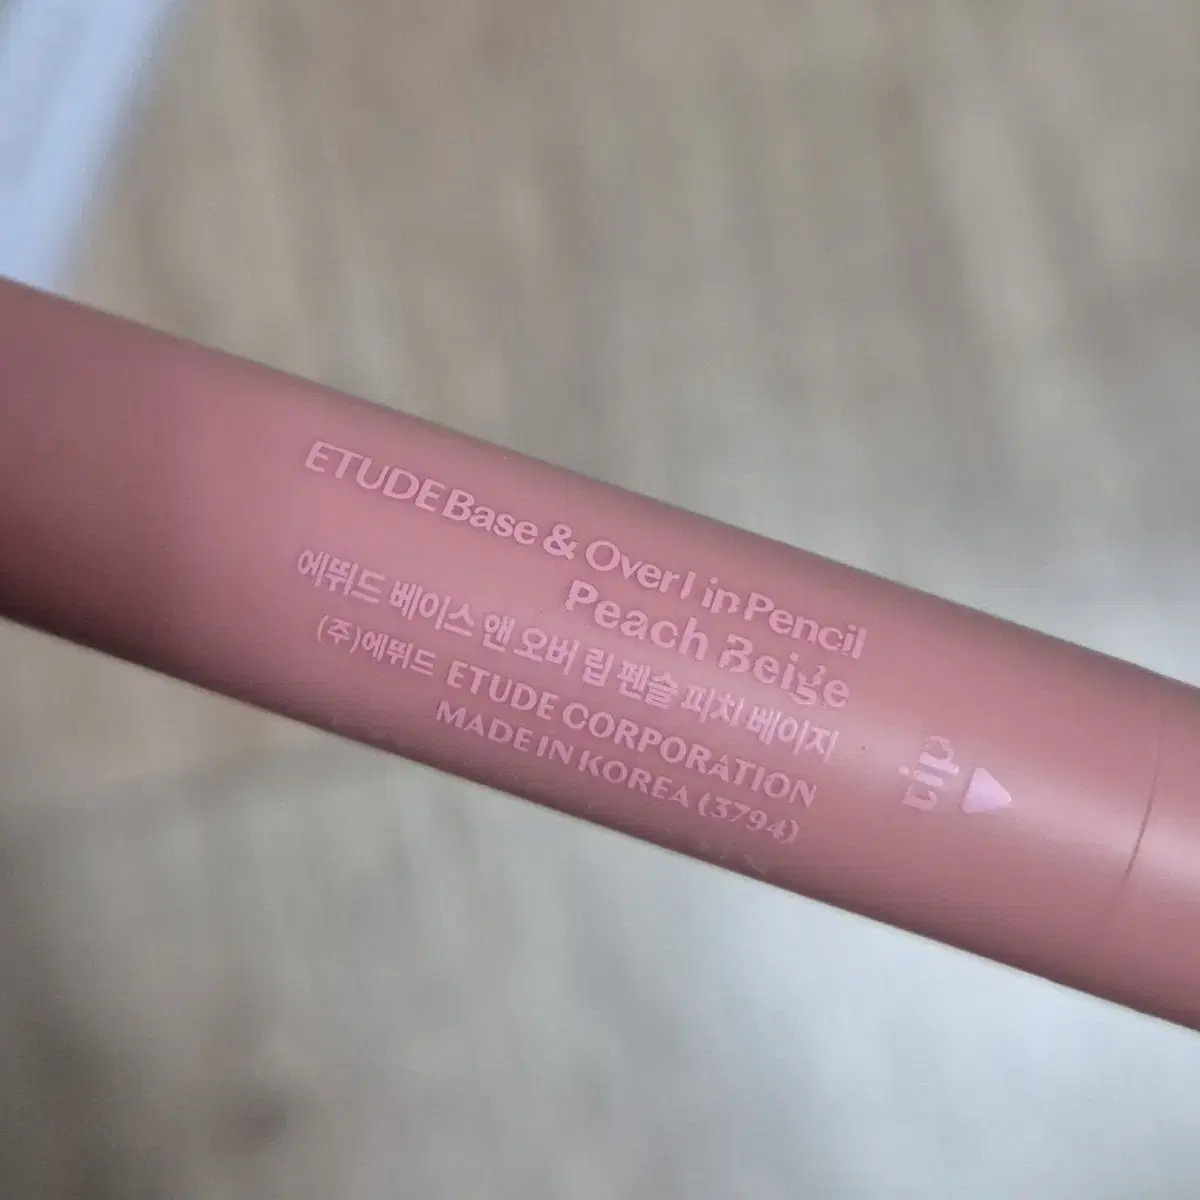 ETUDE Base & Over Lip Pencil
Peach Beige
에뛰드 베이스 앤 오버 립 펜슬 피치 베이지
(주)에뛰드 ETUDE CORPORATION
MADE IN KOREA (3794)